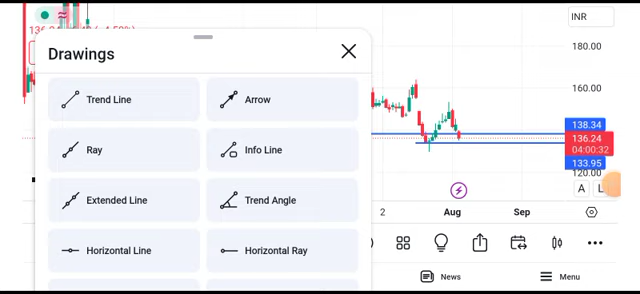 INR
Drawings
180.00
Trend Line
Arrow
160.00
138.34
136.24
04:00:32
Ray
Info Line
133.95
120.00
A
Extended Line
Trend Angle
2
Aug
Sep
Horizontal Line
Horizontal Ray
News
Menu